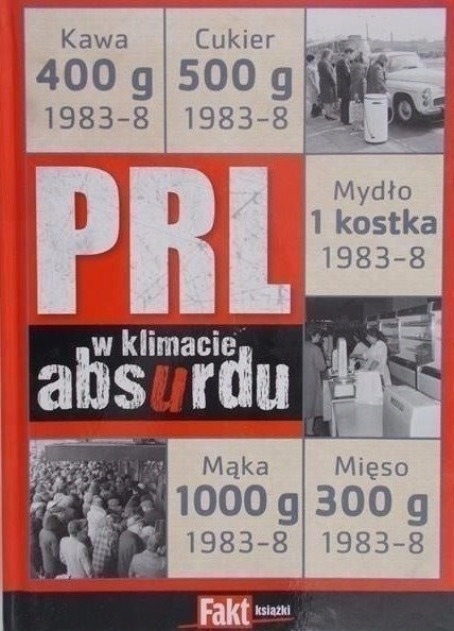 Kawa
400 g
1983-8
Cukier
500 g
1983-8
PRL
w klimacie
absurdu
Mydło
1 kostka
1983-8
Mąka
1000 g
1983-8
Mięso
300 g
1983-8
Fakt książki